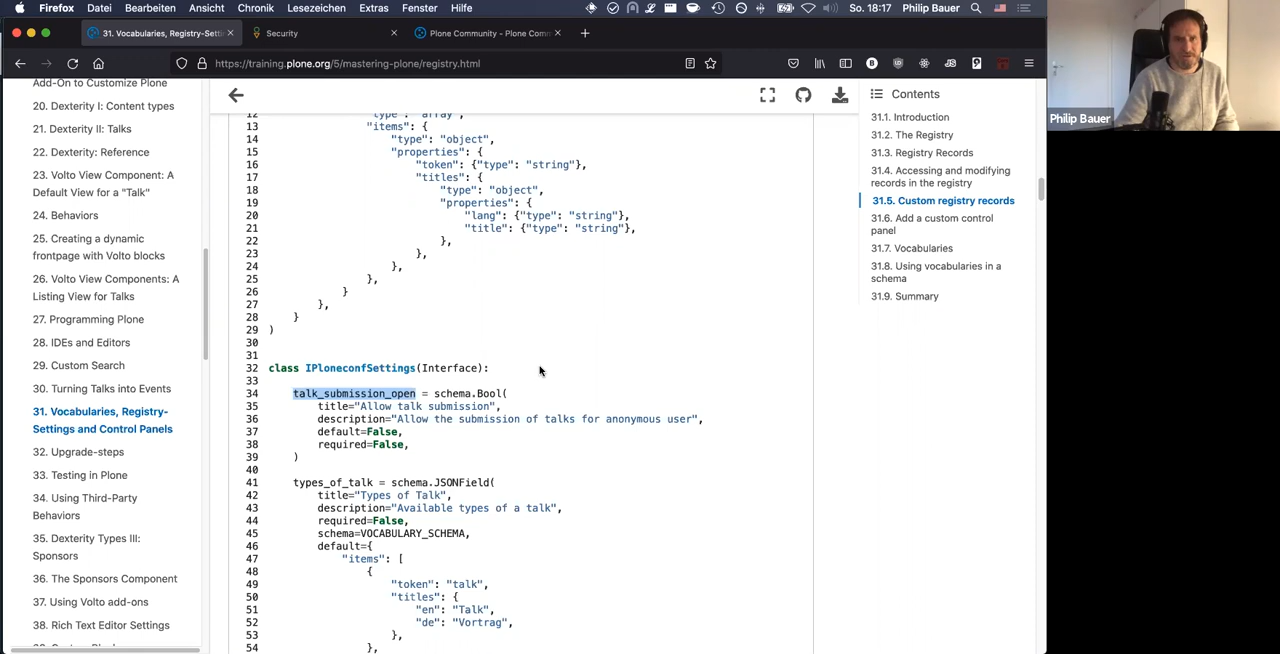 Firefox Datei Bearbeiten Ansicht Chronik Lesezeichen Extras Fenster Hilfe So. 18:17 Philip Bauer
31. Vocabularies, Registry-Setti
Security
Plone Community - Plone Comm
https://training.plone.org/5/mastering-plone/registry.html
Add-On to Customize Plone
20. Dexterity I: Content types
21. Dexterity II: Talks
22. Dexterity: Reference
23. Volto View Component: A
Default View for a "Talk"
24. Behaviors
25. Creating a dynamic
frontpage with Volto blocks
26. Volto View Components: A
Listing View for Talks
27. Programming Plone
28. IDEs and Editors
29. Custom Search
30. Turning Talks into Events
31. Vocabularies, Registry-
Settings and Control Panels
32. Upgrade-steps
33. Testing in Plone
34. Using Third-Party
Behaviors
35. Dexterity Types III:
Sponsors
36. The Sponsors Component
37. Using Volto add-ons
38. Rich Text Editor Settings
12 "type": "array",
13 "items": {
14 "type": "object",
15 "properties": {
16 "token": {"type": "string"},
17 "titles": {
18 "type": "object",
19 "properties": {
20 "lang": {"type": "string"},
21 "title": {"type": "string"},
22 },
23 },
24 },
25 },
26 }
27 },
28 }
29 )
30
31
32 class IPloneconfSettings(Interface):
33
34 talk_submission_open = schema.Bool(
35 title="Allow talk submission",
36 description="Allow the submission of talks for anonymous user",
37 default=False,
38 required=False,
39 )
40
41 types_of_talk = schema.JSONField(
42 title="Types of Talk",
43 description="Available types of a talk",
44 required=False,
45 schema=VOCABULARY_SCHEMA,
46 default={
47 "items": [
48 {
49 "token": "talk",
50 "titles": {
51 "en": "Talk",
52 "de": "Vortrag",
53 },
54 },
Contents
31.1. Introduction
31.2. The Registry
31.3. Registry Records
31.4. Accessing and modifying
records in the registry
31.5. Custom registry records
31.6. Add a custom control
panel
31.7. Vocabularies
31.8. Using vocabularies in a
schema
31.9. Summary
Philip Bauer